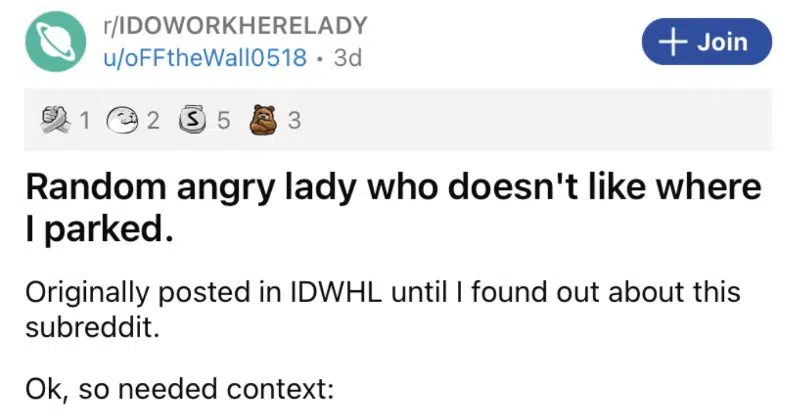 r/IDOWORKHERELADY
u/oFFtheWall0518 • 3d
Join
1 2 S 5 3
Random angry lady who doesn't like where
I parked.
Originally posted in IDWHL until I found out about this
subreddit.
Ok, so needed context: